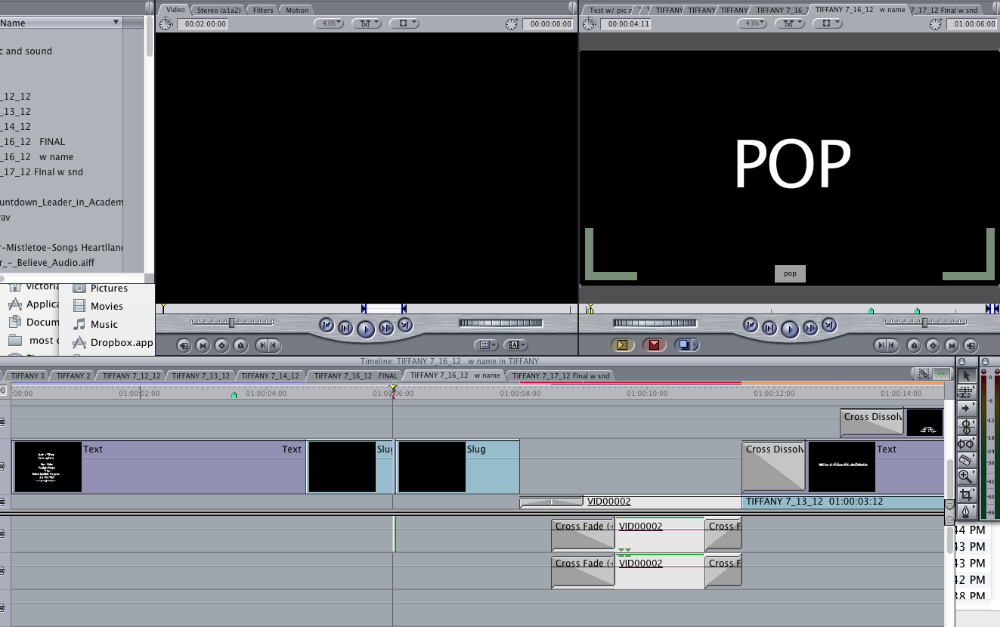 Name
c and sound
_12_12
_13_12
_14_12
_16_12 FINAL
_16_12 w name
_17_12 FInal w snd
untdown_Leader_in_Academ
av
r-Mistletoe-Songs Heartlland
r_-_Believe_Audio.aiff
victoria
Applica
Docum
most
Pictures
Movies
Music
Dropbox.app
Video Stereo (a1a2) Filters Motion
00:02:00:00 43% 00:00:00:00
Test w/ pic a 7 7 TIFFANY TIFFANY TIFFANY TIFFANY 7_16_ TIFFANY 7_16_12 w name 7_17_12 FInal w snd
00:00:04:11 43% 01:00:06:00
POP
pop
Timeline: TIFFANY 7_16_12 w name in TIFFANY
TIFFANY 1 TIFFANY 2 TIFFANY 7_12_12 TIFFANY 7_13_12 TIFFANY 7_14_12 TIFFANY 7_16_12 FINAL TIFFANY 7_16_12 w name TIFFANY 7_17_12 FInal w snd
00 :00:00 01:00:02:00 01:00:04:00 01:00:06:00 01:00:08:00 01:00:10:00 01:00:12:00 01:00:14:00
Cross Dissolv
Text Text Slug Slug Cross Dissolv Text
VID00002 TIFFANY 7_13_12 01:00:03:12
Cross Fade (+ VID00002 Cross F
Cross Fade (+ VID00002 Cross F
0
-6
-12
-18
-24
-30
-42
-60
-96
44 PM
43 PM
43 PM
42 PM
38 PM